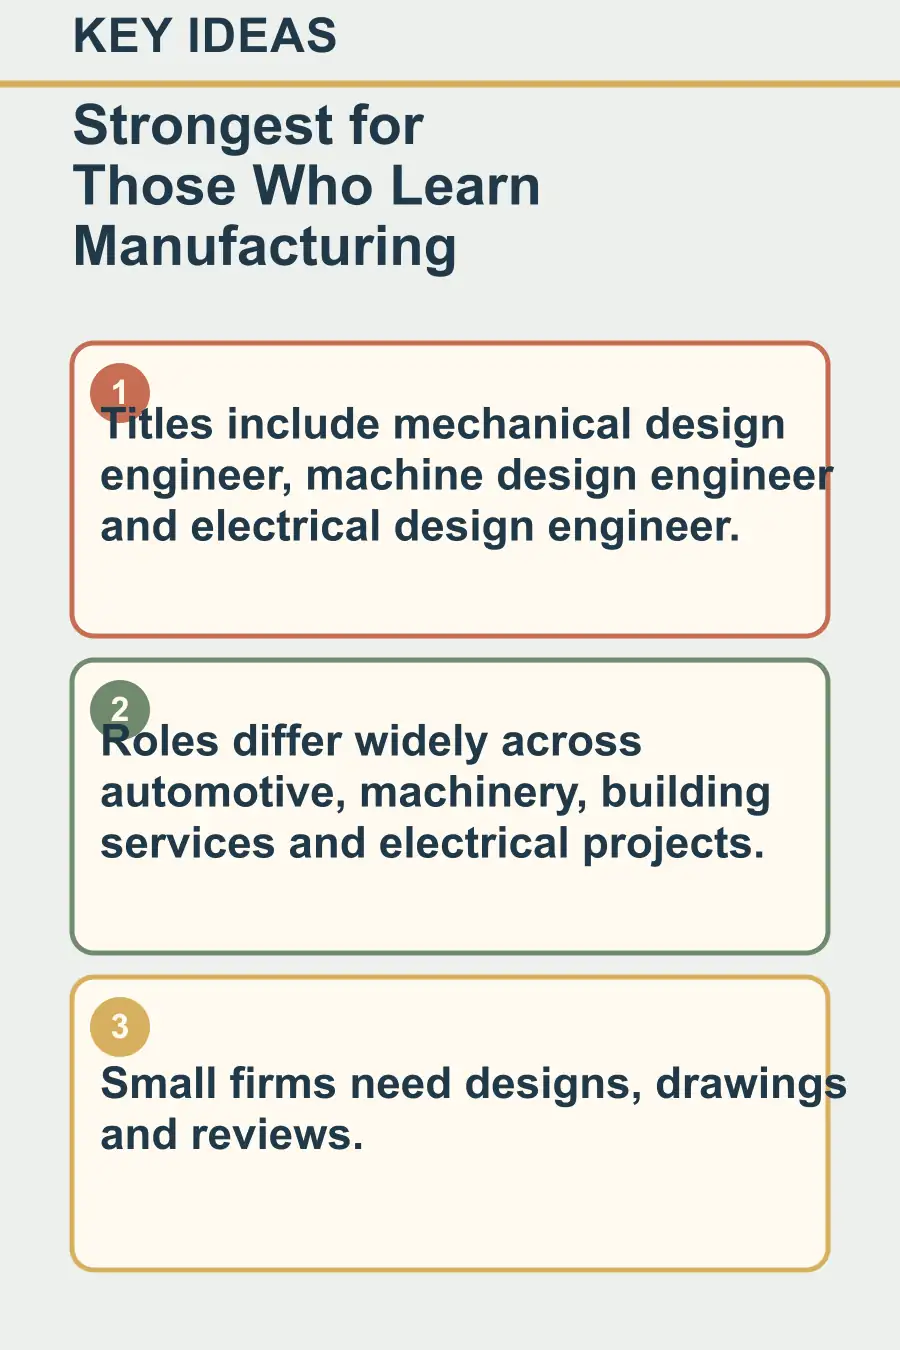 KEY IDEAS
Strongest for
Those Who Learn
Manufacturing
1
Titles include mechanical design
engineer, machine design engineer
and electrical design engineer.
2
Roles differ widely across
automotive, machinery, building
services and electrical projects.
3
Small firms need designs, drawings
and reviews.